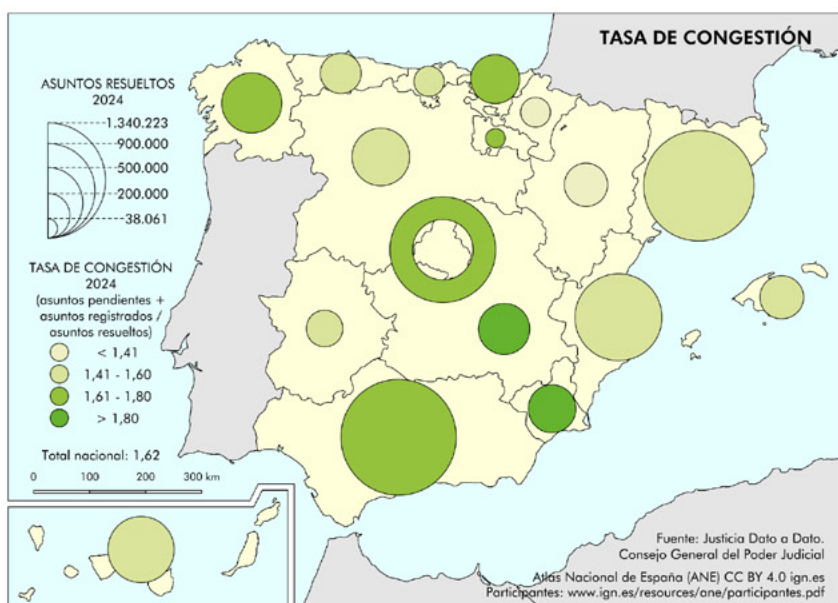 TASA DE CONGESTIÓN
ASUNTOS RESUELTOS
2024
1.340.223
900.000
500.000
200.000
38.061
TASA DE CONGESTIÓN
2024
(asuntos pendientes +
asuntos registrados /
asuntos resueltos)
< 1,41
1,41 - 1,60
1,61 - 1,80
> 1,80
Total nacional: 1,62
0 100 200 300 km
Fuente: Justicia Dato a Dato.
Consejo General del Poder Judicial
Atlas Nacional de España (ANE) CC BY 4.0 ign.es
Participantes: www.ign.es/resources/ane/participantes.pdf